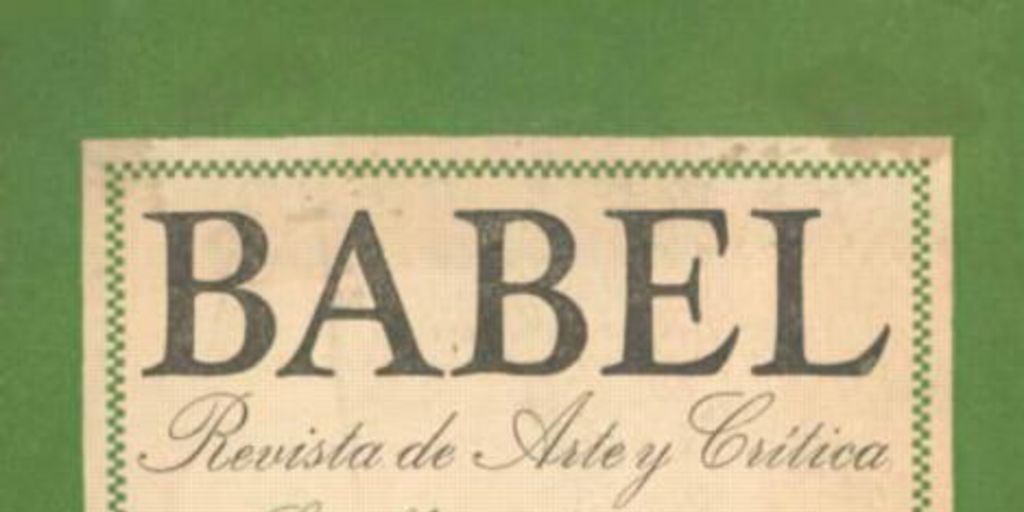 BABEL
Revista de Arte y Crítica